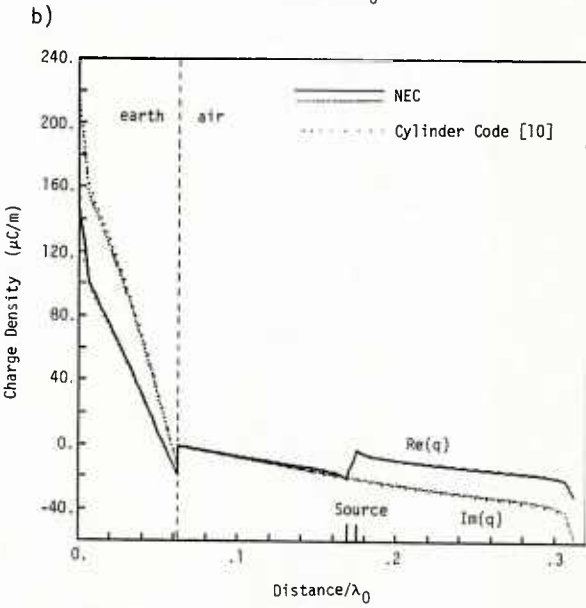 b)
240.
200.
160.
120.
80.
40.
0.
-40.
Charge Density (μC/m)
earth air
NEC
Cylinder Code [10]
Re(q)
Im(q)
Source
0. .1 .2 0.3
Distance/λ₀